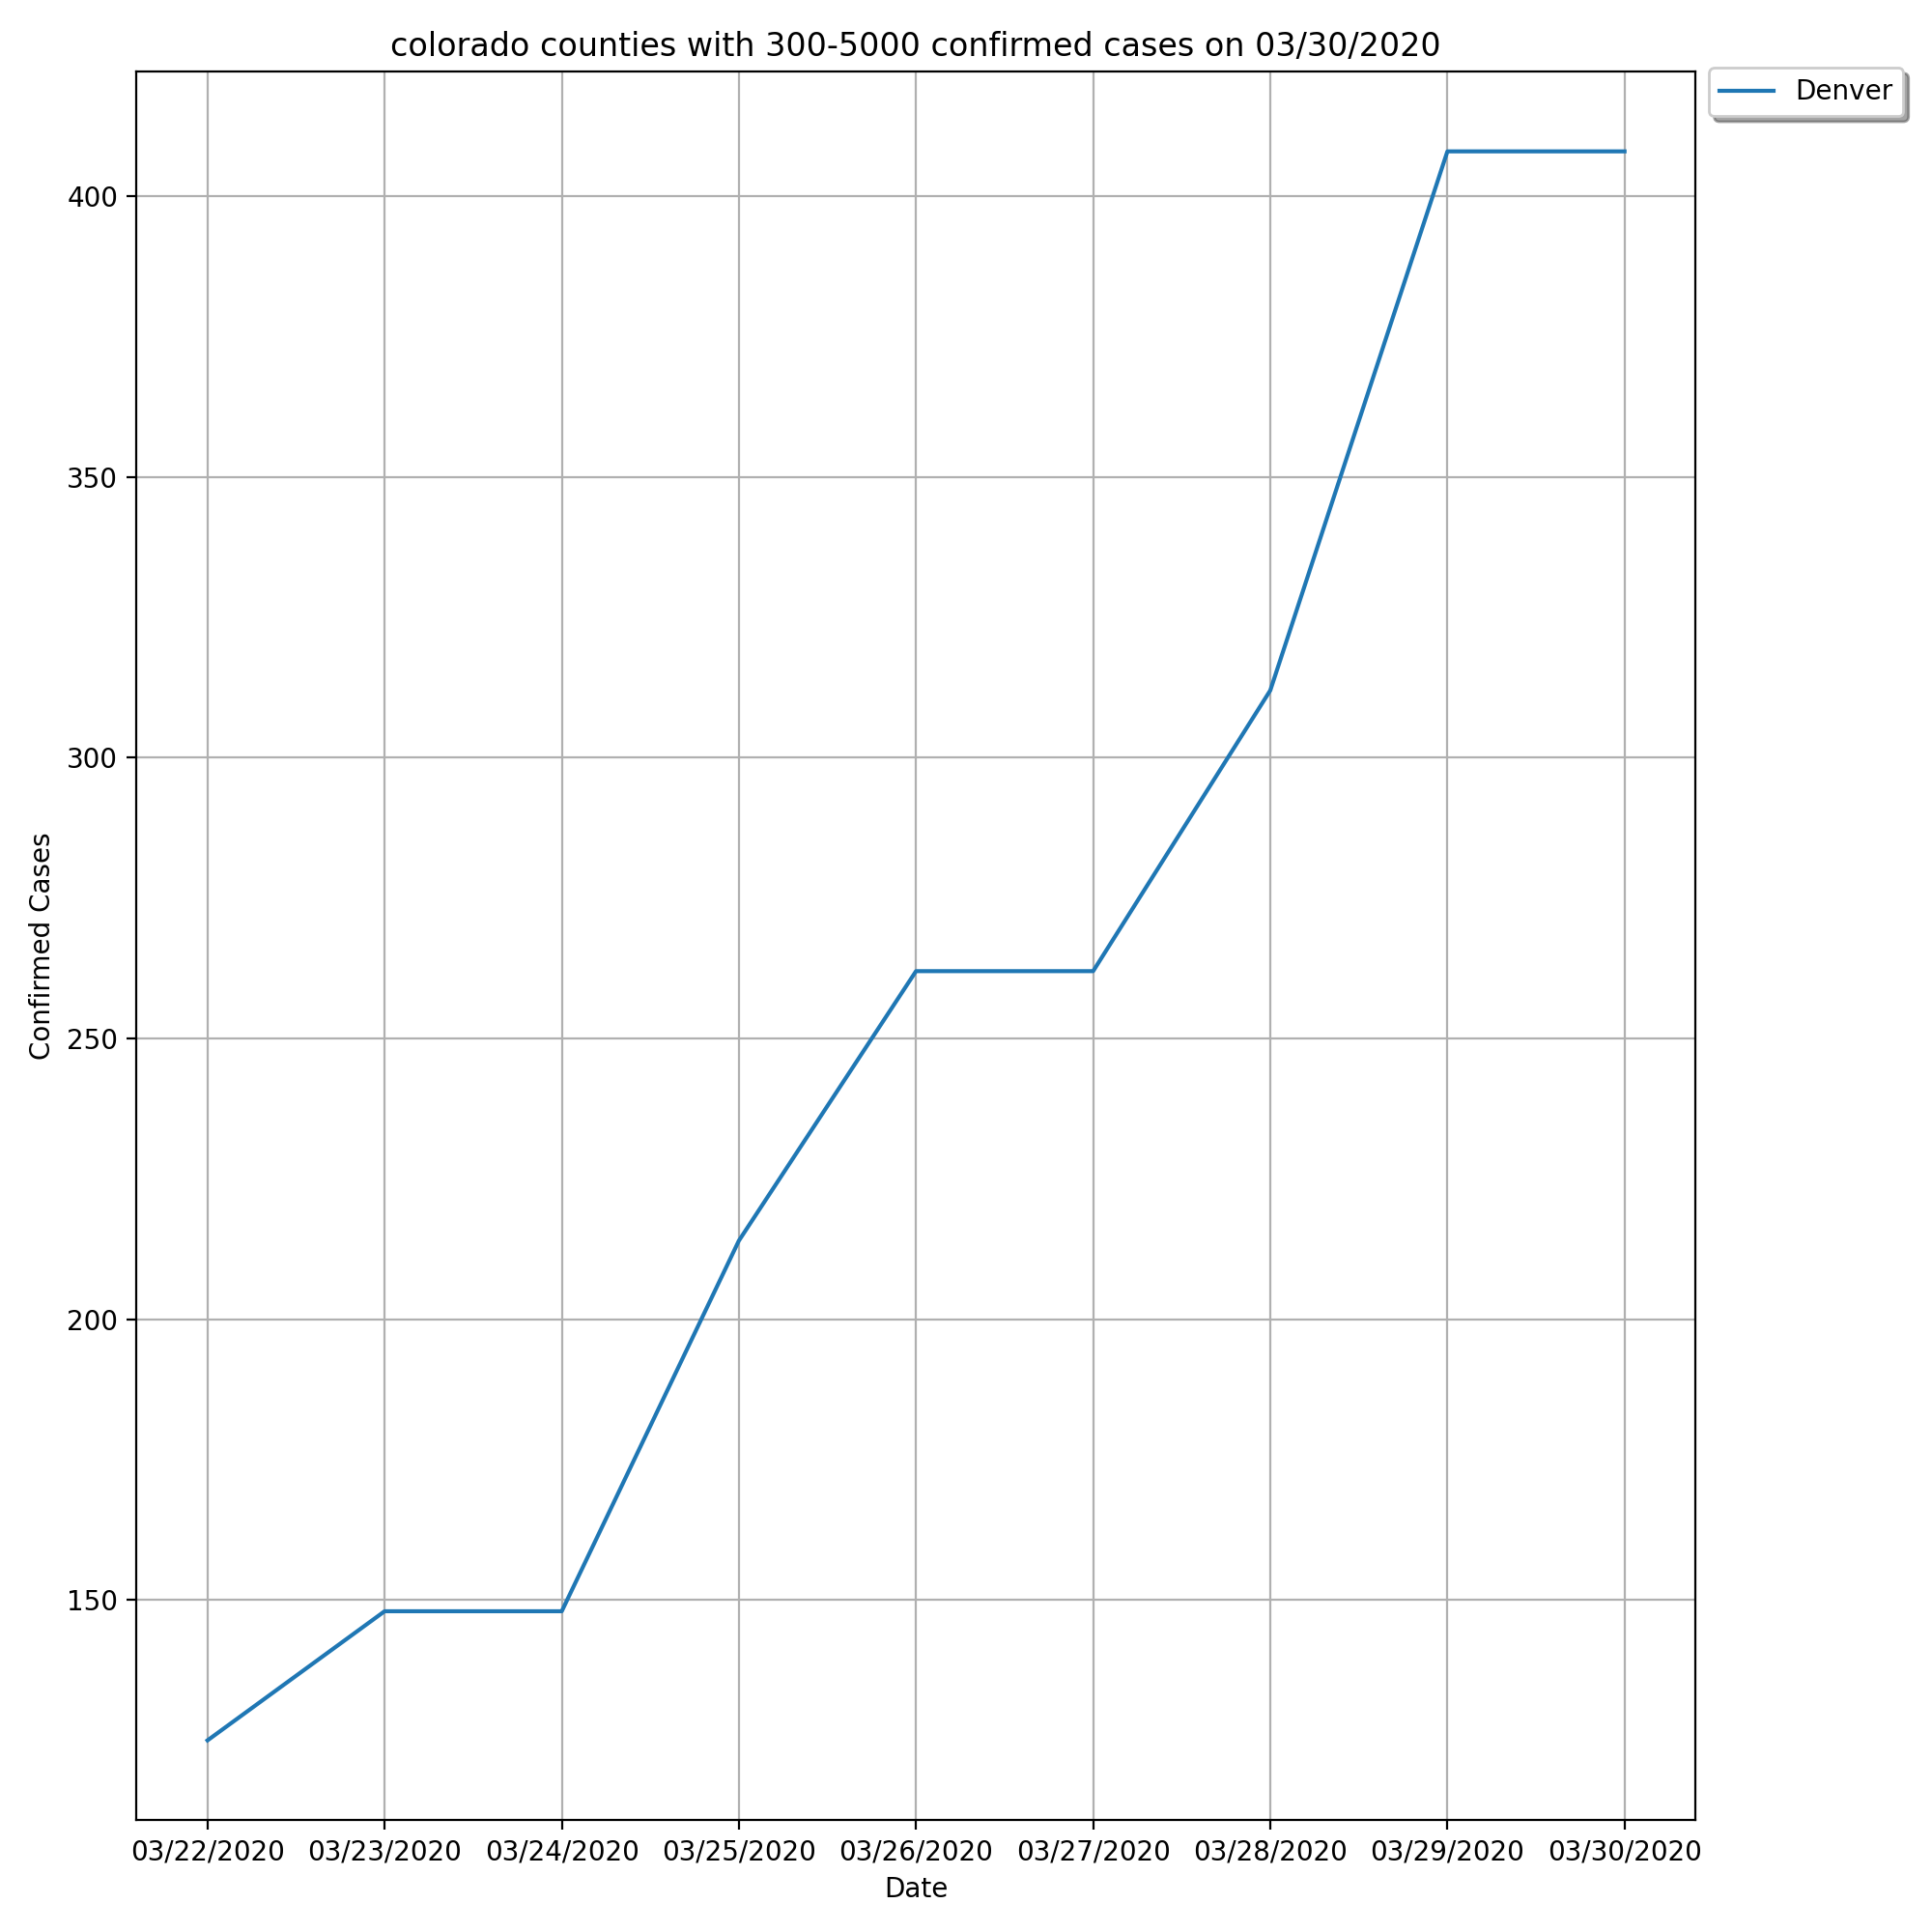 colorado counties with 300-5000 confirmed cases on 03/30/2020
Denver
400
350
300
250
200
150
Confirmed Cases
03/22/2020 03/23/2020 03/24/2020 03/25/2020 03/26/2020 03/27/2020 03/28/2020 03/29/2020 03/30/2020
Date